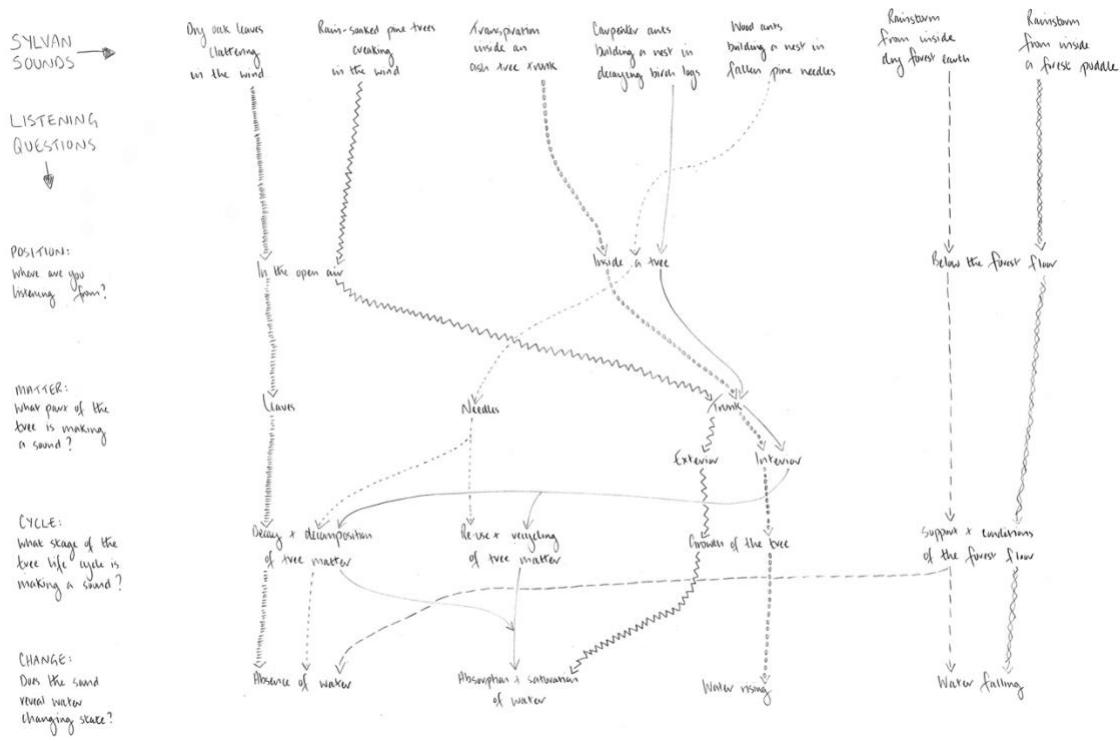 SYLVAN
SOUNDS
Dry oak leaves
clattering
in the wind
Rain-soaked pine trees
creaking
in the wind
Transpiration
inside an
ash tree trunk
Carpenter ants
building a nest in
decaying birch logs
Wood ants
building a nest in
fallen pine needles
Rainstorm
from inside
dry forest earth
Rainstorm
from inside
a forest puddle
LISTENING
QUESTIONS
POSITION:
Where are you
listening from?
In the open air
Inside a tree
Below the forest floor
MATTER:
What part of the
tree is making
a sound?
Leaves
Needles
Trunk
Exterior
Interior
CYCLE:
What stage of the
tree life cycle is
making a sound?
Decay + decomposition
of tree matter
Re-use + recycling
of tree matter
Growth of the tree
Support + conditions
of the forest floor
CHANGE:
Does the sound
reveal water
changing state?
Absence of water
Absorption + saturation
of water
Water rising
Water falling